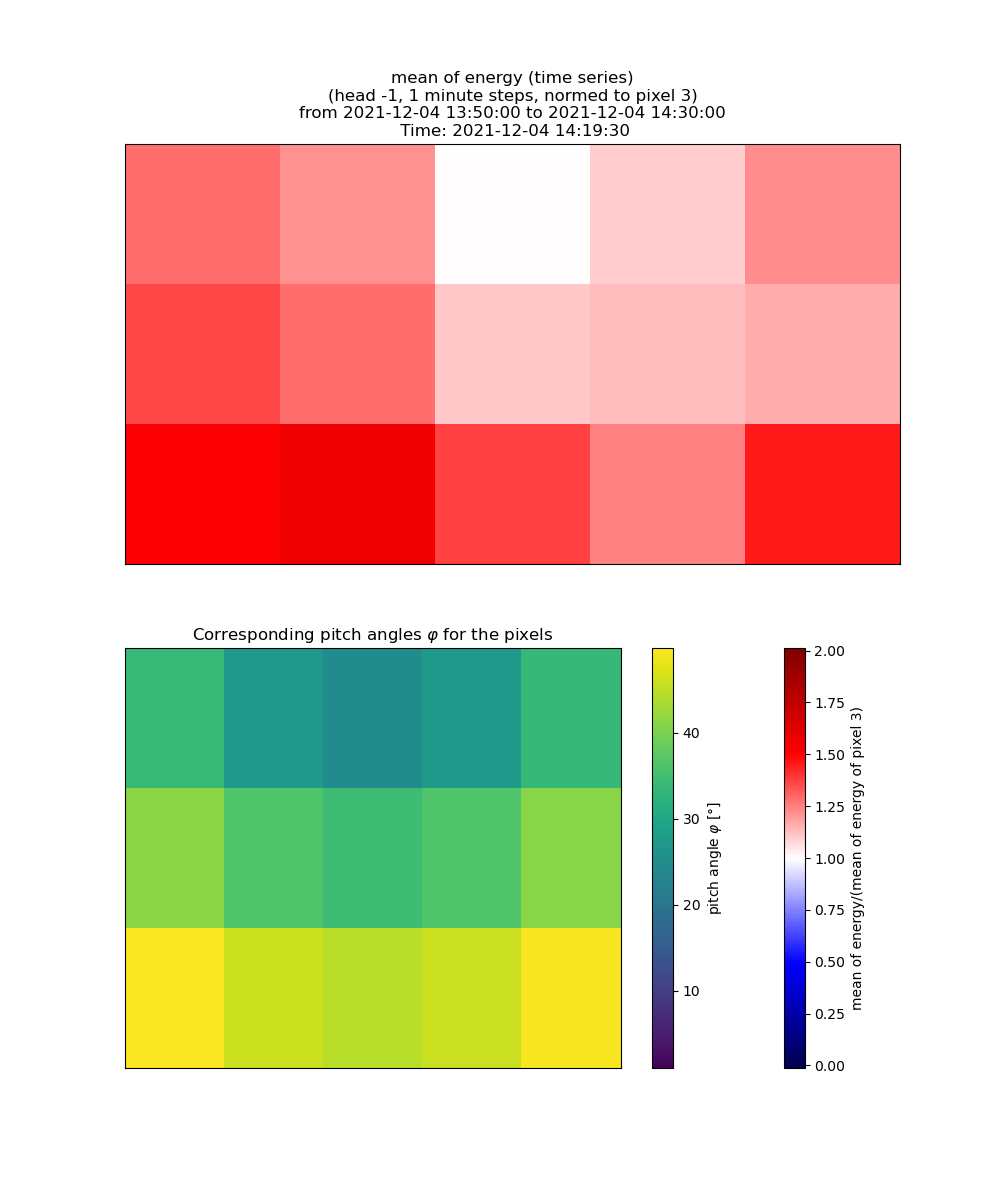 mean of energy (time series)
(head -1, 1 minute steps, normed to pixel 3)
from 2021-12-04 13:50:00 to 2021-12-04 14:30:00
Time: 2021-12-04 14:19:30
Corresponding pitch angles φ for the pixels
40
30
20
10
pitch angle φ [°]
2.00
1.75
1.50
1.25
1.00
0.75
0.50
0.25
0.00
mean of energy/(mean of energy of pixel 3)